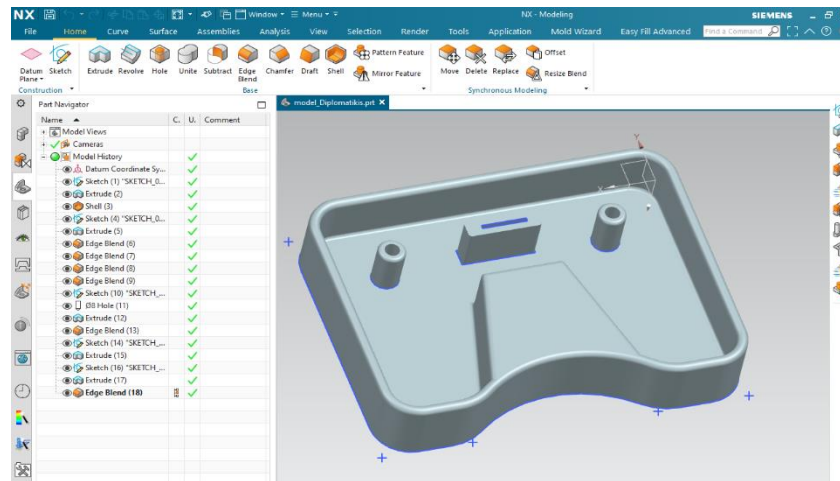 NX Window Menu NX - Modeling SIEMENS
File Home Curve Surface Assemblies Analysis View Selection Render Tools Application Mold Wizard Easy Fill Advanced Find a Command
Pattern Feature Offset
Datum Plane Sketch Extrude Revolve Hole Unite Subtract Edge Blend Chamfer Draft Shell Mirror Feature Move Delete Replace Resize Blend
Construction Base Synchronous Modeling
Part Navigator model_Diplomatikis.prt
Name C. U. Comment
Model Views
Cameras
Model History
Datum Coordinate Sy...
Sketch (1) "SKETCH_0...
Extrude (2)
Shell (3)
Sketch (4) "SKETCH_0...
Extrude (5)
Edge Blend (6)
Edge Blend (7)
Edge Blend (8)
Edge Blend (9)
Sketch (10) "SKETCH_...
Ø8 Hole (11)
Extrude (12)
Edge Blend (13)
Sketch (14) "SKETCH_...
Extrude (15)
Sketch (16) "SKETCH_...
Extrude (17)
Edge Blend (18)
Y
X